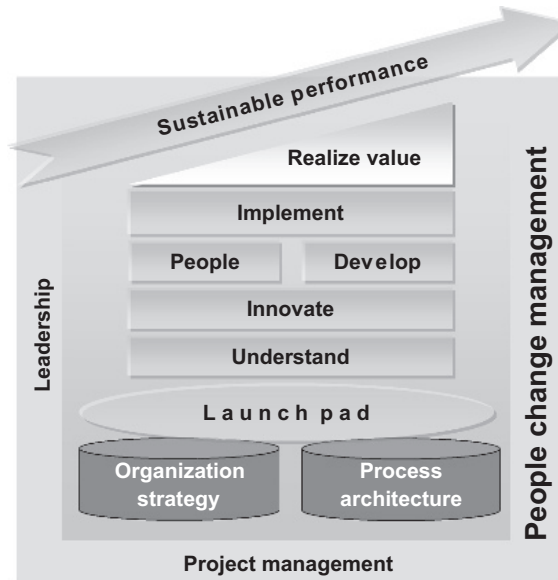 Sustainable performance
Realize value
Implement
People
Develop
Innovate
Understand
Launch pad
Organization
strategy
Process
architecture
Leadership
People change management
Project management